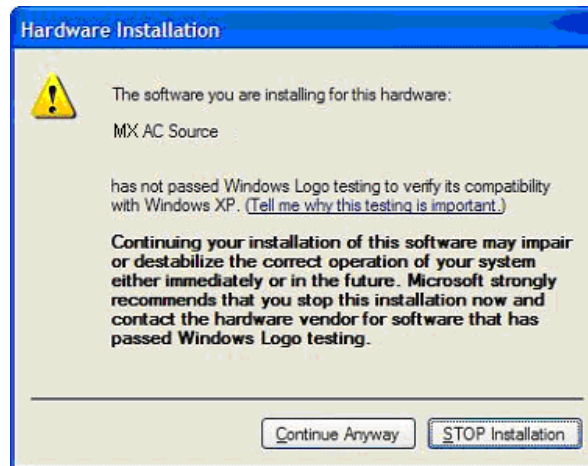 Hardware Installation
The software you are installing for this hardware:
MX AC Source
has not passed Windows Logo testing to verify its compatibility
with Windows XP. (Tell me why this testing is important.)
Continuing your installation of this software may impair
or destabilize the correct operation of your system
either immediately or in the future. Microsoft strongly
recommends that you stop this installation now and
contact the hardware vendor for software that has
passed Windows Logo testing.
Continue Anyway
STOP Installation